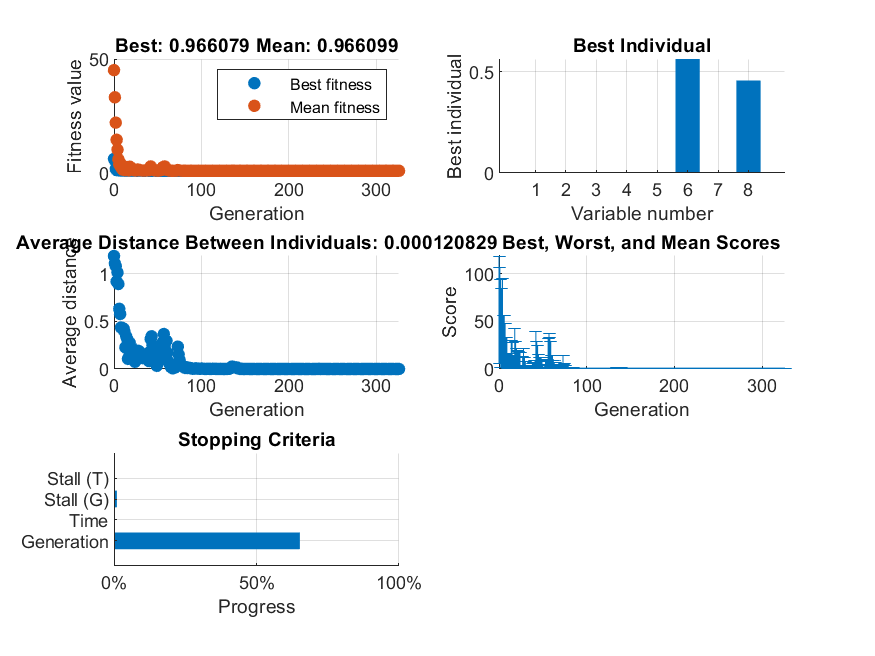 Best: 0.966079 Mean: 0.966099
Fitness value
50
0
Best fitness
Mean fitness
0 100 200 300
Generation
Best Individual
Best individual
0.5
0
1 2 3 4 5 6 7 8
Variable number
Average Distance Between Individuals: 0.000120829
Average distance
1
0.5
0
0 100 200 300
Generation
Best, Worst, and Mean Scores
Score
100
50
0
0 100 200 300
Generation
Stopping Criteria
Stall (T)
Stall (G)
Time
Generation
0% 50% 100%
Progress